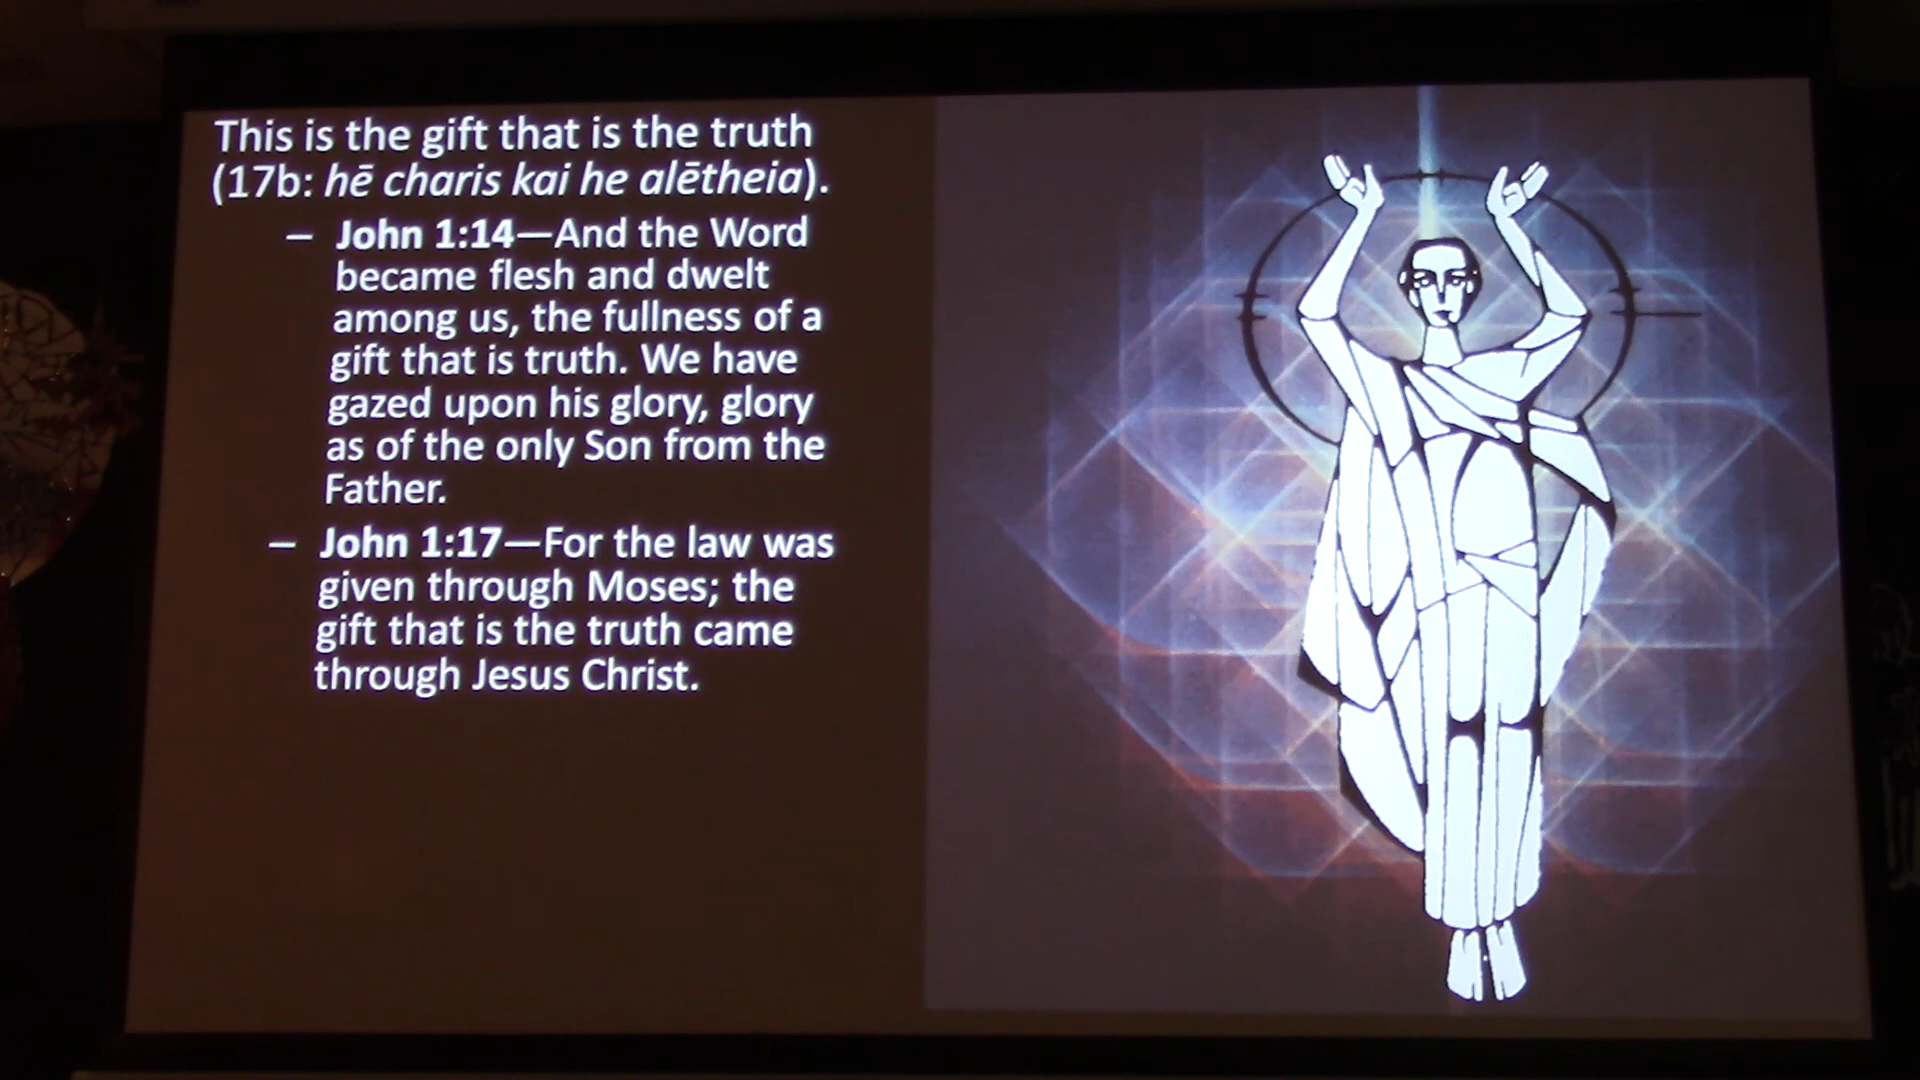 This is the gift that is the truth
(17b: hē charis kai he alētheia).
– John 1:14—And the Word
became flesh and dwelt
among us, the fullness of a
gift that is truth. We have
gazed upon his glory, glory
as of the only Son from the
Father.
– John 1:17—For the law was
given through Moses; the
gift that is the truth came
through Jesus Christ.